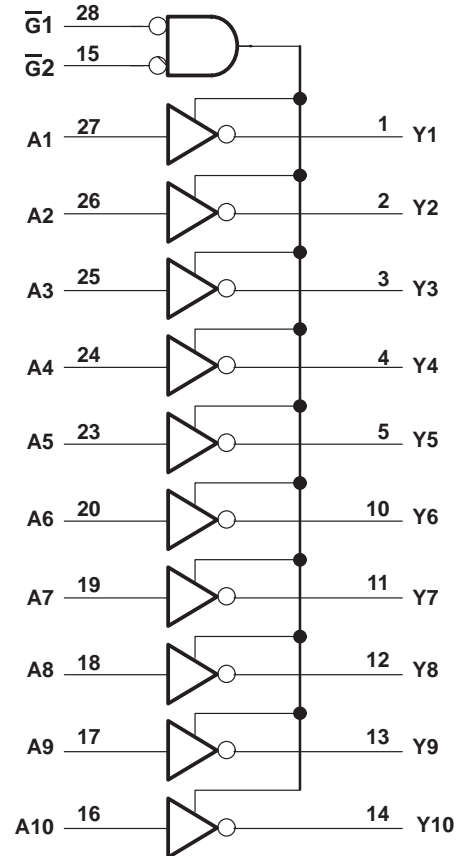 G̅1 28
G̅2 15
A1 27 1 Y1
A2 26 2 Y2
A3 25 3 Y3
A4 24 4 Y4
A5 23 5 Y5
A6 20 10 Y6
A7 19 11 Y7
A8 18 12 Y8
A9 17 13 Y9
A10 16 14 Y10